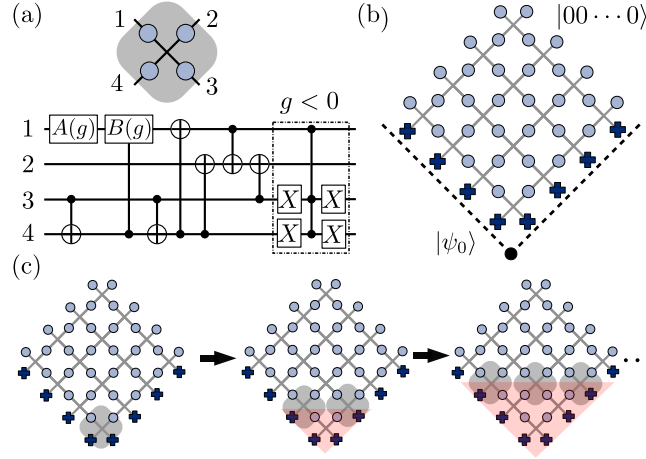 (a)
1 2
4 3
g < 0
1 A(g) B(g)
2
3 X X
4 X X
(b)
|00 ⋯ 0⟩
|ψ₀⟩
(c)